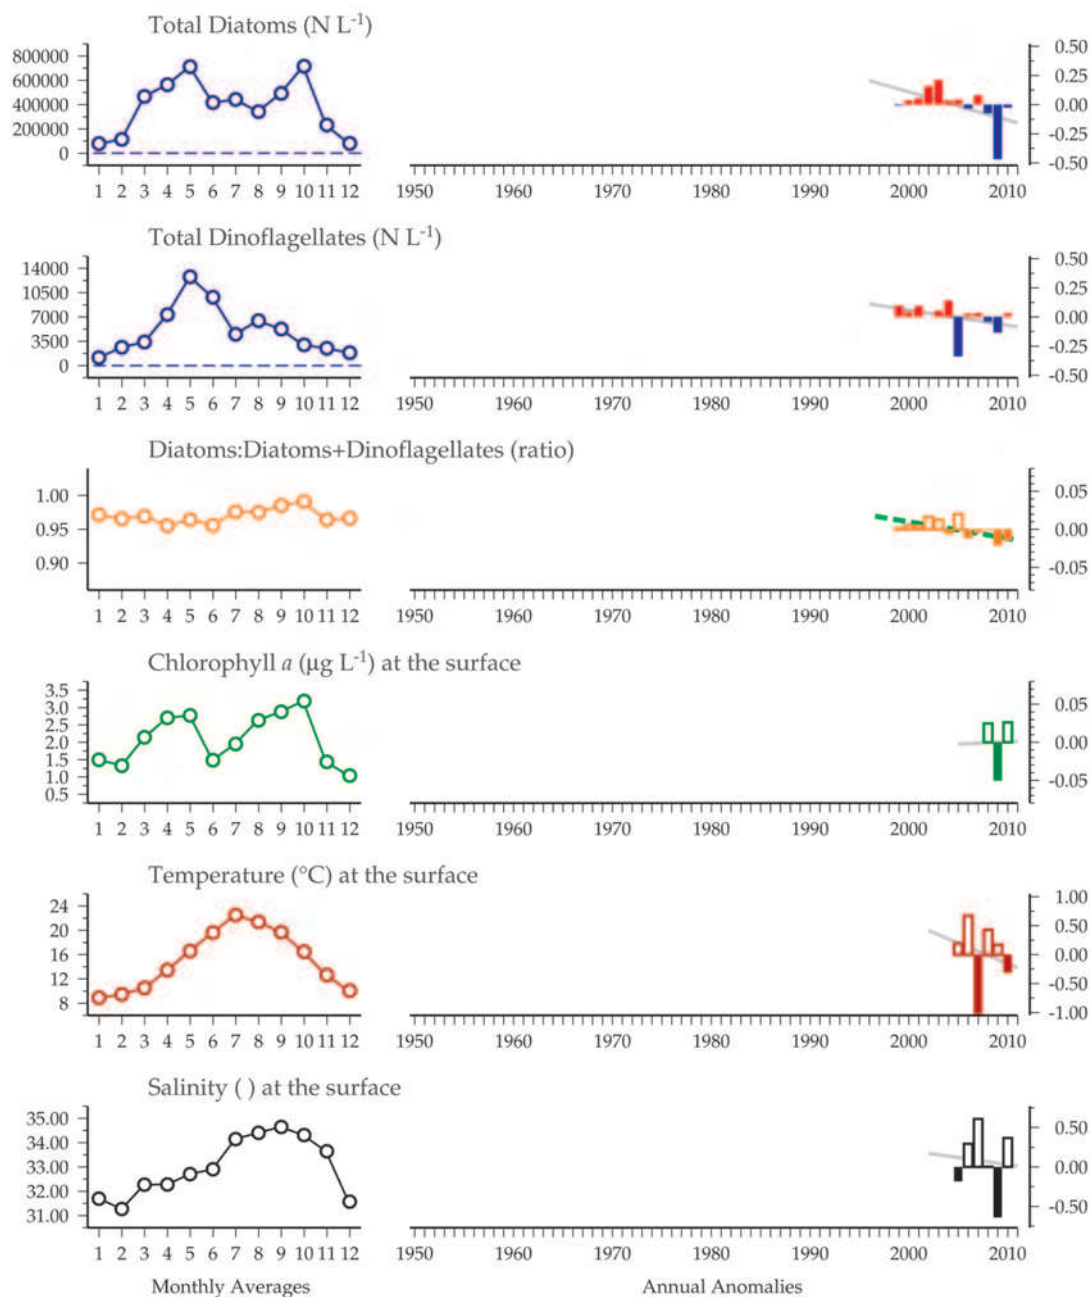 Total Diatoms (N L⁻¹)
800000
600000
400000
200000
0
1 2 3 4 5 6 7 8 9 10 11 12
1950 1960 1970 1980 1990 2000 2010
0.50
0.25
0.00
-0.25
-0.50
Total Dinoflagellates (N L⁻¹)
14000
10500
7000
3500
0
1 2 3 4 5 6 7 8 9 10 11 12
1950 1960 1970 1980 1990 2000 2010
0.50
0.25
0.00
-0.25
-0.50
Diatoms:Diatoms+Dinoflagellates (ratio)
1.00
0.95
0.90
1 2 3 4 5 6 7 8 9 10 11 12
1950 1960 1970 1980 1990 2000 2010
0.05
0.00
-0.05
Chlorophyll a (µg L⁻¹) at the surface
3.5
3.0
2.5
2.0
1.5
1.0
0.5
1 2 3 4 5 6 7 8 9 10 11 12
1950 1960 1970 1980 1990 2000 2010
0.05
0.00
-0.05
Temperature (°C) at the surface
24
20
16
12
8
1 2 3 4 5 6 7 8 9 10 11 12
1950 1960 1970 1980 1990 2000 2010
1.00
0.50
0.00
-0.50
-1.00
Salinity ( ) at the surface
35.00
34.00
33.00
32.00
31.00
1 2 3 4 5 6 7 8 9 10 11 12
1950 1960 1970 1980 1990 2000 2010
0.50
0.00
-0.50
Monthly Averages
Annual Anomalies